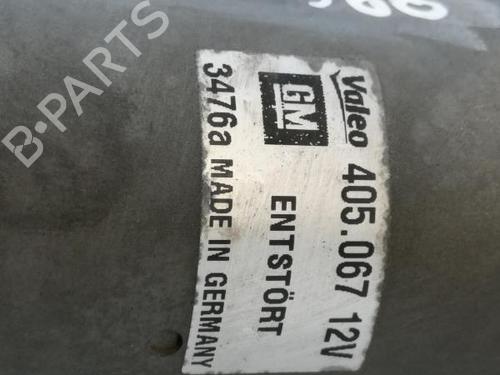 Valeo 405.067 12V
GM ENTSTÖRT
3476a MADE IN GERMANY
B-PARTS